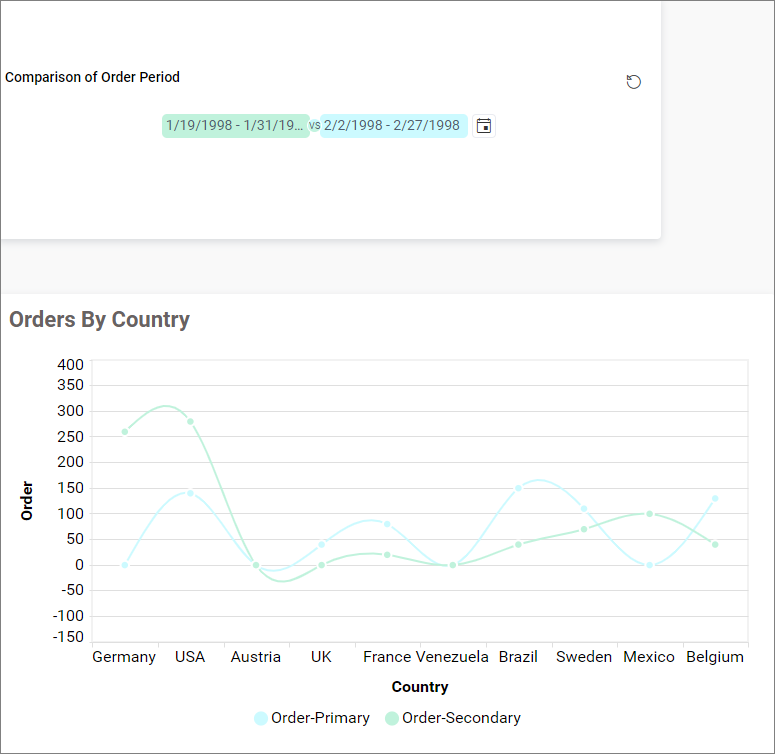 Comparison of Order Period
1/19/1998 - 1/31/19... vs 2/2/1998 - 2/27/1998
Orders By Country
400
350
300
250
200
150
100
50
0
-50
-100
-150
Order
Germany USA Austria UK France Venezuela Brazil Sweden Mexico Belgium
Country
Order-Primary Order-Secondary